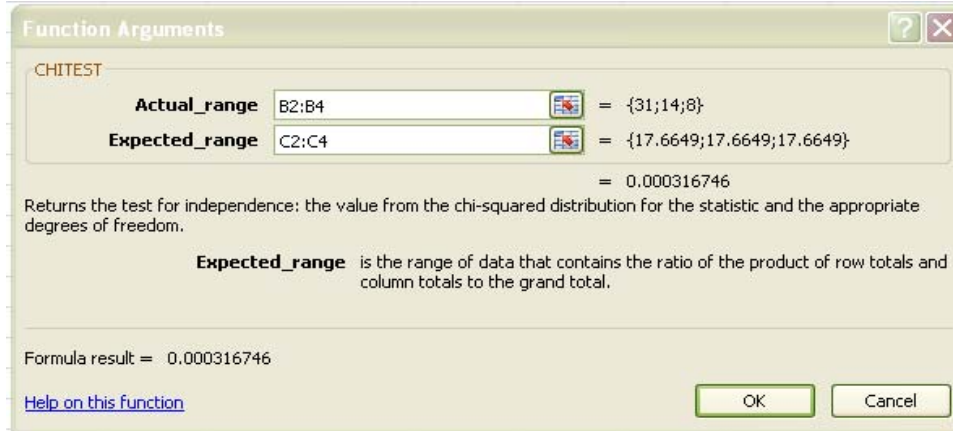 Function Arguments
CHITEST
Actual_range B2:B4 = {31;14;8}
Expected_range C2:C4 = {17.6649;17.6649;17.6649}
= 0.000316746
Returns the test for independence: the value from the chi-squared distribution for the statistic and the appropriate
degrees of freedom.
Expected_range is the range of data that contains the ratio of the product of row totals and
column totals to the grand total.
Formula result = 0.000316746
Help on this function OK Cancel